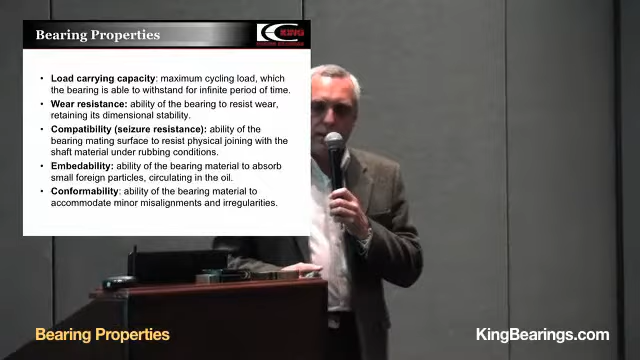 Bearing Properties
KING
• Load carrying capacity: maximum cycling load, which
the bearing is able to withstand for infinite period of time.
• Wear resistance: ability of the bearing to resist wear,
retaining its dimensional stability.
• Compatibility (seizure resistance): ability of the
bearing mating surface to resist physical joining with the
shaft material under rubbing conditions.
• Embedability: ability of the bearing material to absorb
small foreign particles, circulating in the oil.
• Conformability: ability of the bearing material to
accommodate minor misalignments and irregularities.
Bearing Properties
KingBearings.com